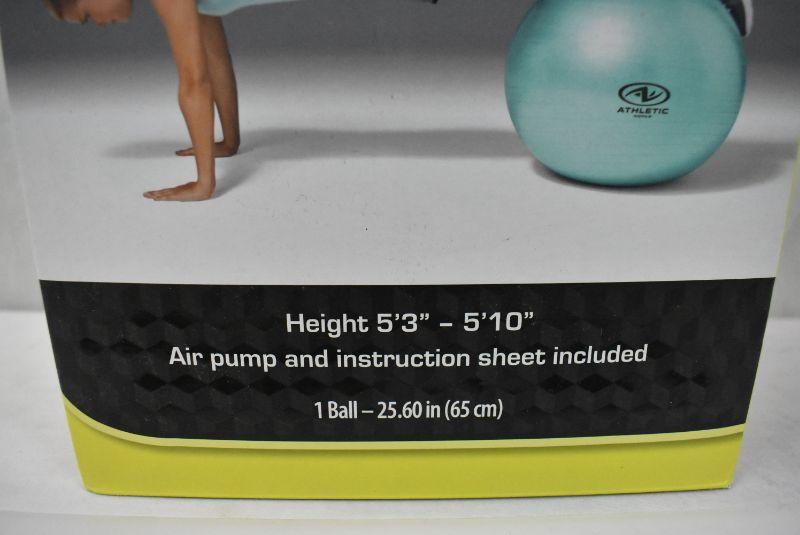 ATHLETIC
WORKS
Height 5'3" – 5'10"
Air pump and instruction sheet included
1 Ball – 25.60 in (65 cm)